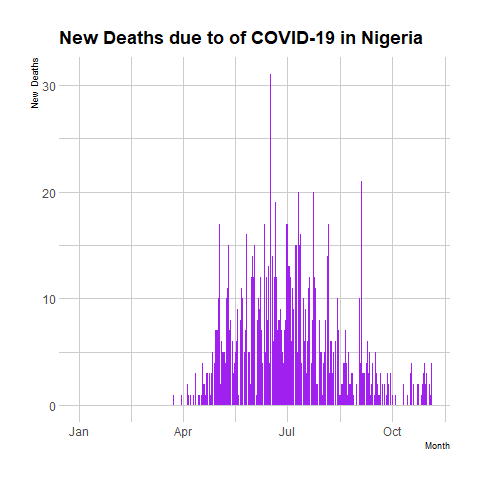 New Deaths due to of COVID-19 in Nigeria
New Deaths
30
20
10
0
Jan Apr Jul Oct
Month